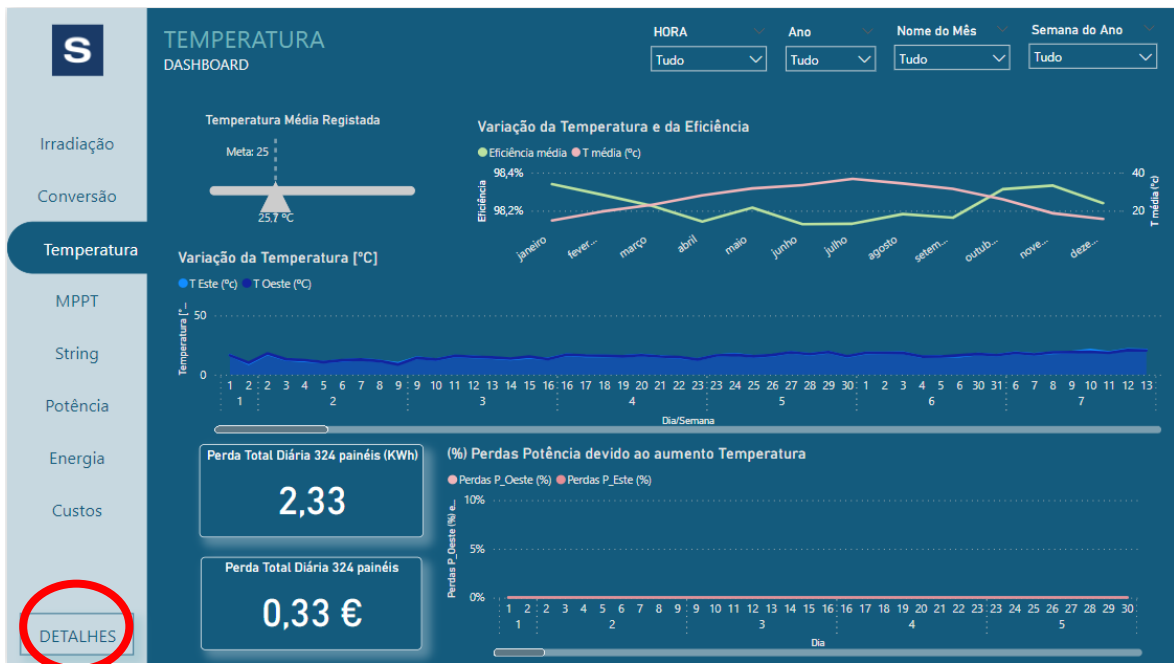 S
TEMPERATURA
DASHBOARD
HORA
Tudo
Ano
Tudo
Nome do Mês
Tudo
Semana do Ano
Tudo
Irradiação
Conversão
Temperatura
MPPT
String
Potência
Energia
Custos
DETALHES
Temperatura Média Registada
Meta: 25
25,7 ºC
Variação da Temperatura e da Eficiência
Eficiência média T média (ºc)
Eficiência
98,4%
98,2%
40
20
T média (ºc)
janeiro fever... março abril maio junho julho agosto setem... outub... nove... deze...
Variação da Temperatura [ºC]
T Este (ºc) T Oeste (ºC)
Temperatura [º...
50
0
1 2 2 3 4 5 6 7 8 9 9 10 11 12 13 14 15 16 16 17 18 19 20 21 22 23 23 24 25 26 27 28 29 30 1 2 3 4 5 6 30 31 6 7 8 9 10 11 12 13
1 2 3 4 5 6 7
Dia/Semana
Perda Total Diária 324 painéis (KWh)
2,33
Perda Total Diária 324 painéis
0,33 €
(%) Perdas Potência devido ao aumento Temperatura
Perdas P_Oeste (%) Perdas P_Este (%)
Perdas P_Oeste (%) e...
10%
5%
0%
1 2 2 3 4 5 6 7 8 9 9 10 11 12 13 14 15 16 16 17 18 19 20 21 22 23 23 24 25 26 27 28 29 30
1 2 3 4 5
Dia